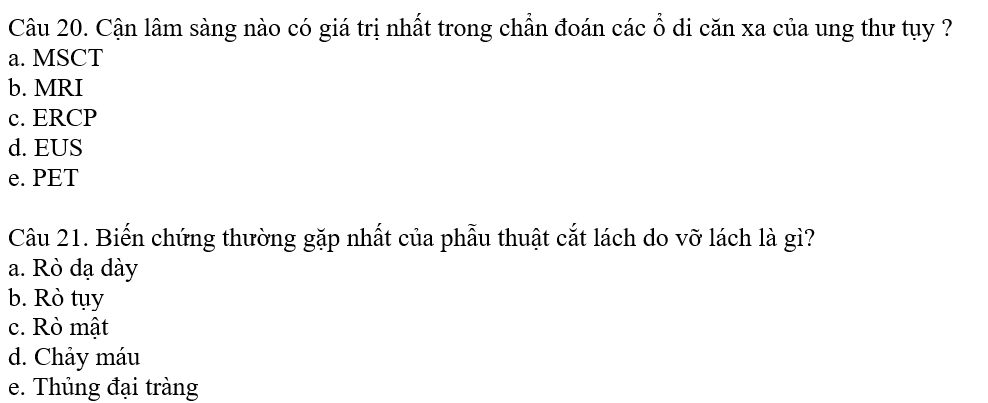 Câu 20. Cận lâm sàng nào có giá trị nhất trong chẩn đoán các ổ di căn xa của ung thư tụy ?
a. MSCT
b. MRI
c. ERCP
d. EUS
e. PET
Câu 21. Biến chứng thường gặp nhất của phẫu thuật cắt lách do vỡ lách là gì?
a. Rò dạ dày
b. Rò tụy
c. Rò mật
d. Chảy máu
e. Thủng đại tràng